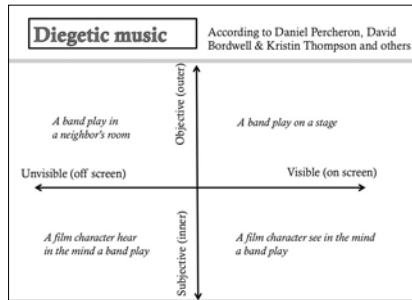 Diegetic music
According to Daniel Percheron, David
Bordwell & Kristin Thompson and others
Objective (outer)
A band play in
a neighbor's room
A band play on a stage
Unvisible (off screen)
Visible (on screen)
Subjective (inner)
A film character hear
in the mind a band play
A film character see in the mind
a band play